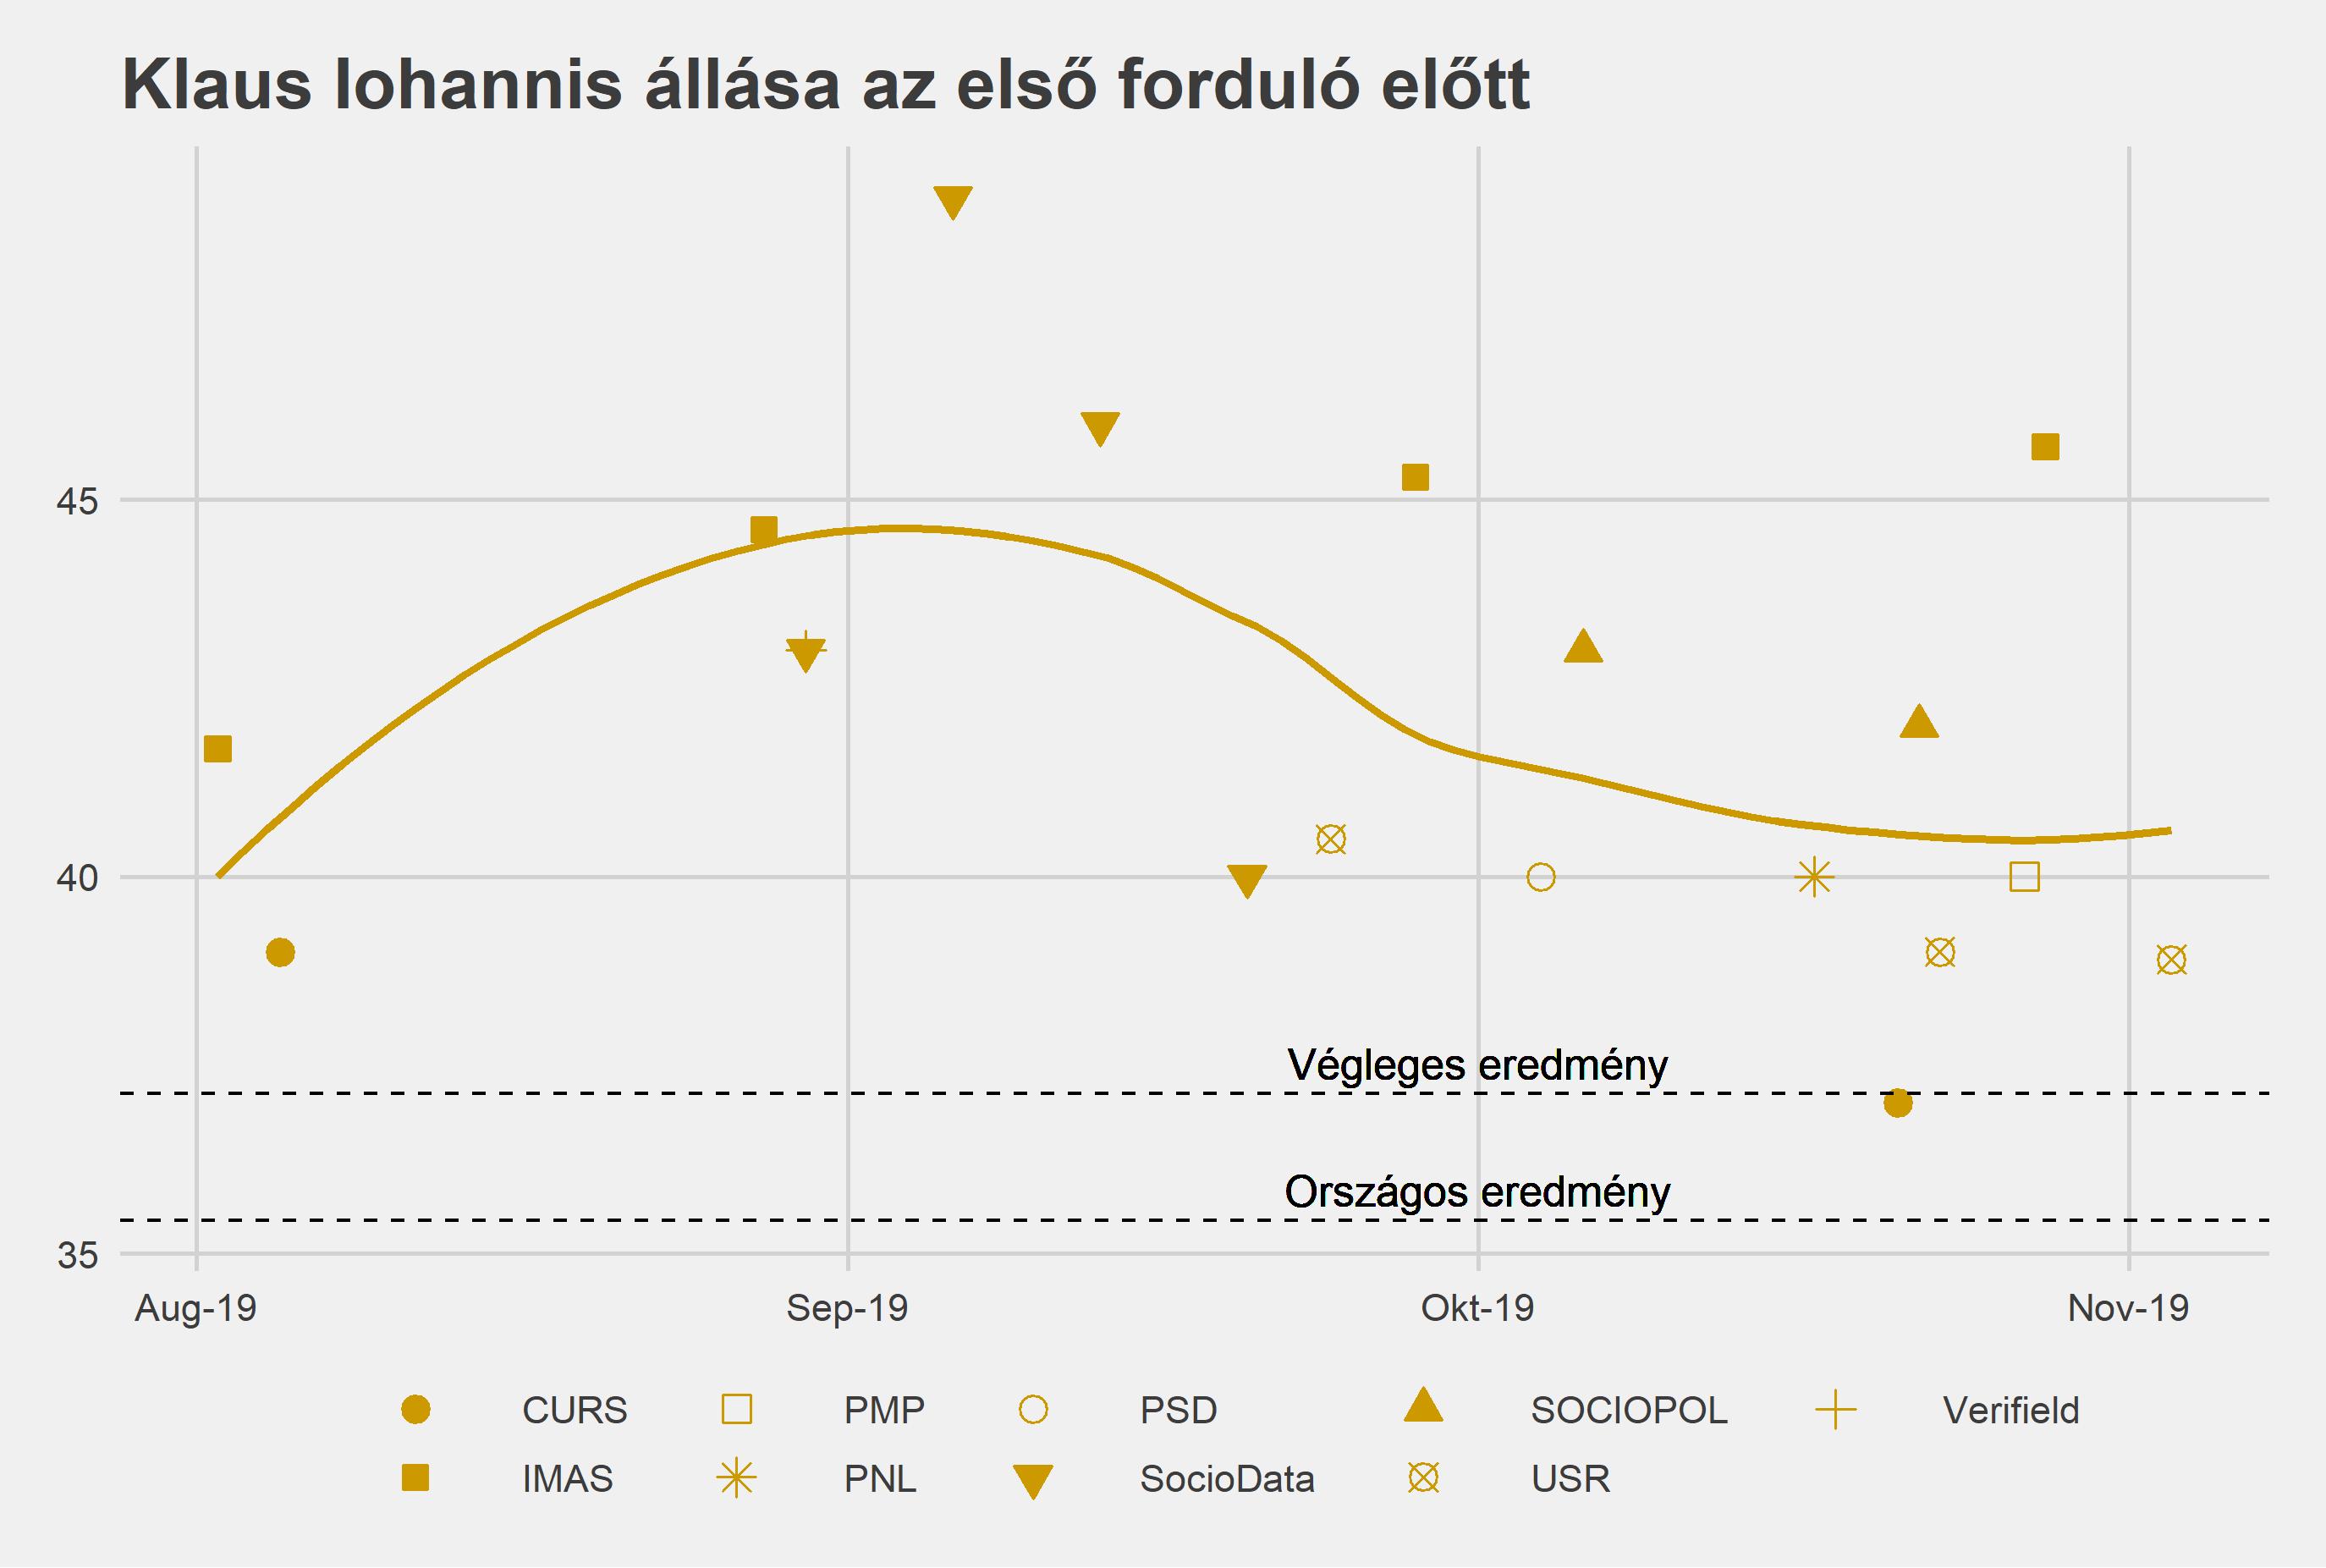 Klaus Iohannis állása az első forduló előtt
45
40
Végleges eredmény
Országos eredmény
35
Aug-19 Sep-19 Okt-19 Nov-19
CURS PMP PSD SOCIOPOL Verifield
IMAS PNL SocioData USR